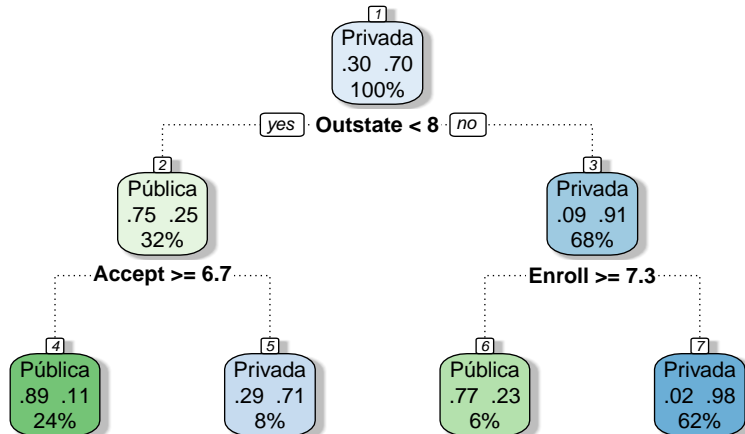 1
Privada
.30 .70
100%
yes Outstate < 8 no
2
Pública
.75 .25
32%
3
Privada
.09 .91
68%
Accept >= 6.7
Enroll >= 7.3
4
Pública
.89 .11
24%
5
Privada
.29 .71
8%
6
Pública
.77 .23
6%
7
Privada
.02 .98
62%